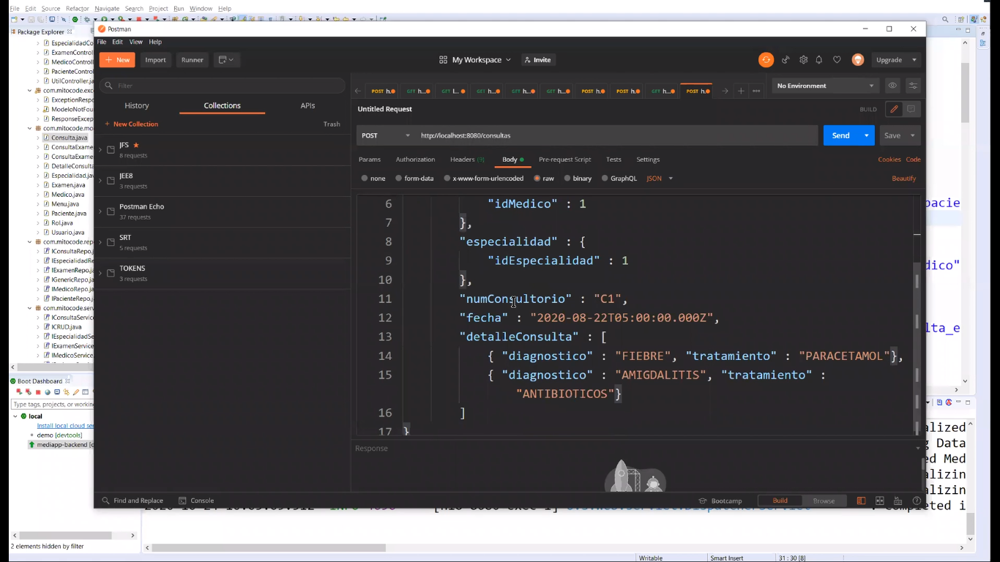 File Edit Source Refactor Navigate Search Project Run Window Help
Package Explorer
EspecialidadCo
ExamenControl
MedicoControl
PacienteContro
UtilController.ja
com.mitocode.exc
ExceptionRespo
ModeloNotFou
ResponseExcep
com.mitocode.mo
Consulta.java
ConsultaExame
ConsultaExame
DetalleConsulta
Especialidad.jav
Examen.java
Medico.java
Menu.java
Paciente.java
Rol.java
Usuario.java
com.mitocode.repo
IConsultaRepo.
IEspecialidadRe
IExamenRepo.ja
IGenericRepo.ja
IMedicoRepo.ja
IPacienteRepo.j
com.mitocode.serv
IConsultaServic
ICRUD.java
IEspecialidadSe
IExamenService
IMedicoService
IPacienteServic
Boot Dashboard
Type tags, projects, or
local
Install local cloud ser
demo [devtools]
mediapp-backend [d
2 elements hidden by filter
Postman
File Edit View Help
New
Import
Runner
My Workspace
Invite
Upgrade
Filter
History
Collections
APIs
New Collection
Trash
JFS
8 requests
JEE8
3 requests
Postman Echo
37 requests
SRT
5 requests
TOKENS
3 requests
POST h. GET h... GET l... GET h... GET h... GET h... POST h. POST h. GET h... POST h.
No Environment
Untitled Request
BUILD
POST
http://localhost:8080/consultas
Send
Save
Params Authorization Headers (9) Body Pre-request Script Tests Settings
Cookies Code
none form-data x-www-form-urlencoded raw binary GraphQL JSON
Beautify
6 "idMedico" : 1
7 },
8 "especialidad" : {
9 "idEspecialidad" : 1
10 },
11 "numConsultorio" : "C1",
12 "fecha" : "2020-08-22T05:00:00.000Z",
13 "detalleConsulta" : [
14 { "diagnostico" : "FIEBRE", "tratamiento" : "PARACETAMOL"},
15 { "diagnostico" : "AMIGDALITIS", "tratamiento" :
"ANTIBIOTICOS"}
16 ]
17 }
Response
Find and Replace
Console
Bootcamp
Build
Browse
pacie
dico"
lta_e
alized
g Data
ed Med
alizin
alizin
: Completed i
Writable
Smart Insert
31 : 30 [8]